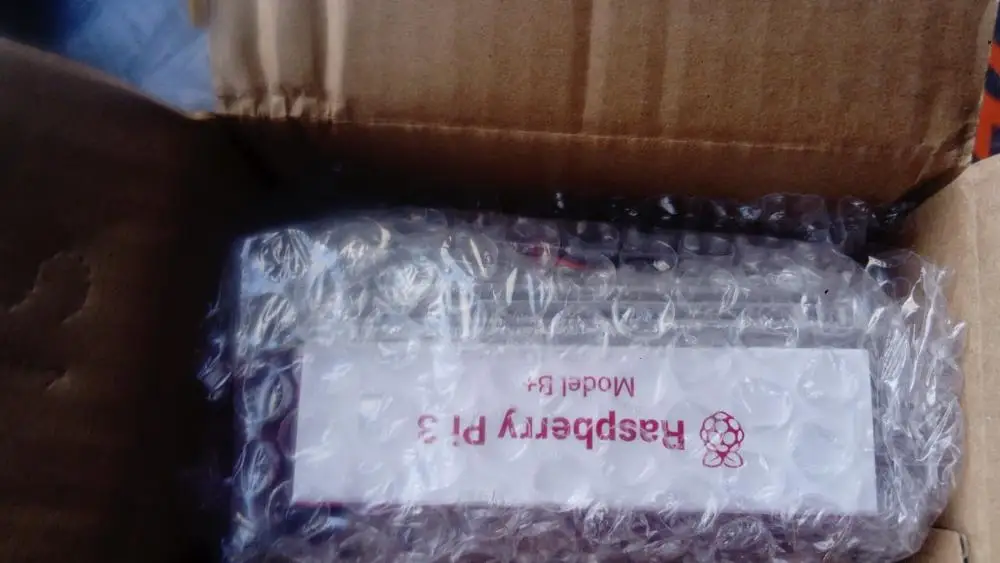 Raspberry Pi 3
Model B+